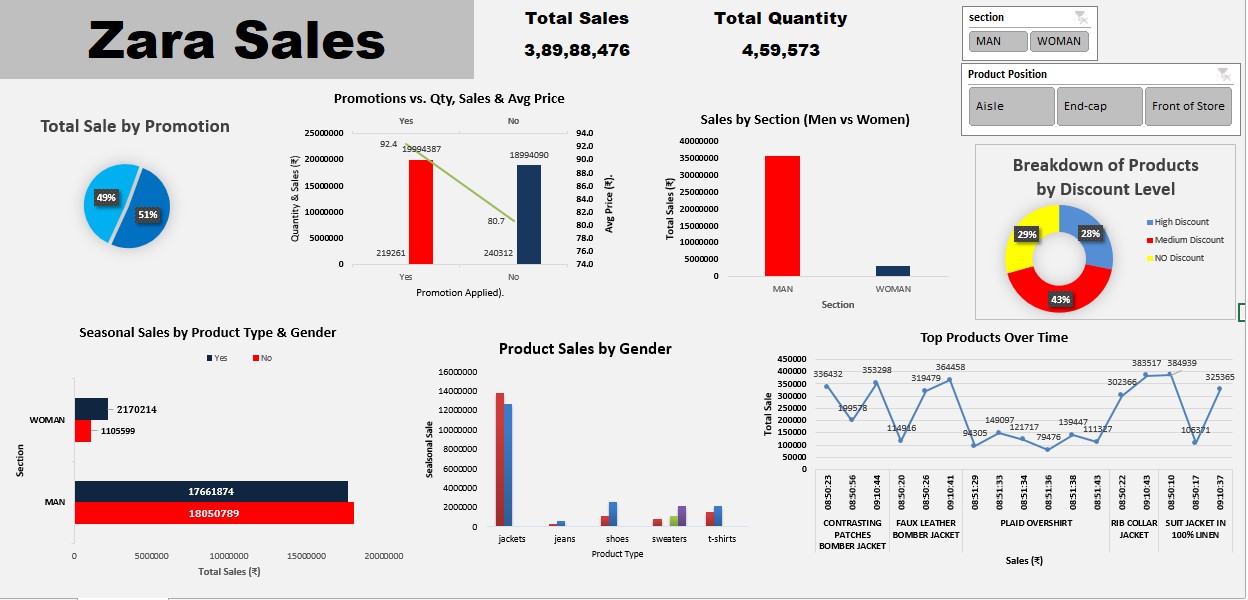 Zara Sales
Total Sales
3,89,88,476
Total Quantity
4,59,573
section
MAN
WOMAN
Product Position
Aisle
End-cap
Front of Store
Total Sale by Promotion
49%
51%
Promotions vs. Qty, Sales & Avg Price
Yes
No
Quantity & Sales (₹)
25000000
20000000
15000000
10000000
5000000
0
92.4
19994387
18994090
80.7
219261
240312
94.0
92.0
90.0
88.0
86.0
84.0
82.0
80.0
78.0
76.0
74.0
Avg Price (₹).
Yes
No
Promotion Applied).
Sales by Section (Men vs Women)
Total Sales (₹)
40000000
35000000
30000000
25000000
20000000
15000000
10000000
5000000
0
MAN
WOMAN
Section
Breakdown of Products
by Discount Level
29%
28%
43%
High Discount
Medium Discount
NO Discount
Seasonal Sales by Product Type & Gender
Yes
No
Section
WOMAN
2170214
1105599
MAN
17661874
18050789
0
5000000
10000000
15000000
20000000
Total Sales (₹)
Product Sales by Gender
Sealsonal Sale
16000000
14000000
12000000
10000000
8000000
6000000
4000000
2000000
0
jackets
jeans
shoes
sweaters
t-shirts
Product Type
Top Products Over Time
Total Sale
450000
400000
350000
300000
250000
200000
150000
100000
50000
0
336432
199578
353298
114916
319479
364458
94305
149097
121717
79476
139447
111327
302366
383517
384939
106371
325365
08:50:23
08:50:56
09:10:44
08:50:20
08:50:26
09:10:41
08:51:29
08:51:33
08:51:34
08:51:36
08:51:38
08:51:43
08:50:22
09:10:43
08:50:10
08:50:17
09:10:37
CONTRASTING
PATCHES
BOMBER JACKET
FAUX LEATHER
BOMBER JACKET
PLAID OVERSHIRT
RIB COLLAR
JACKET
SUIT JACKET IN
100% LINEN
Sales (₹)